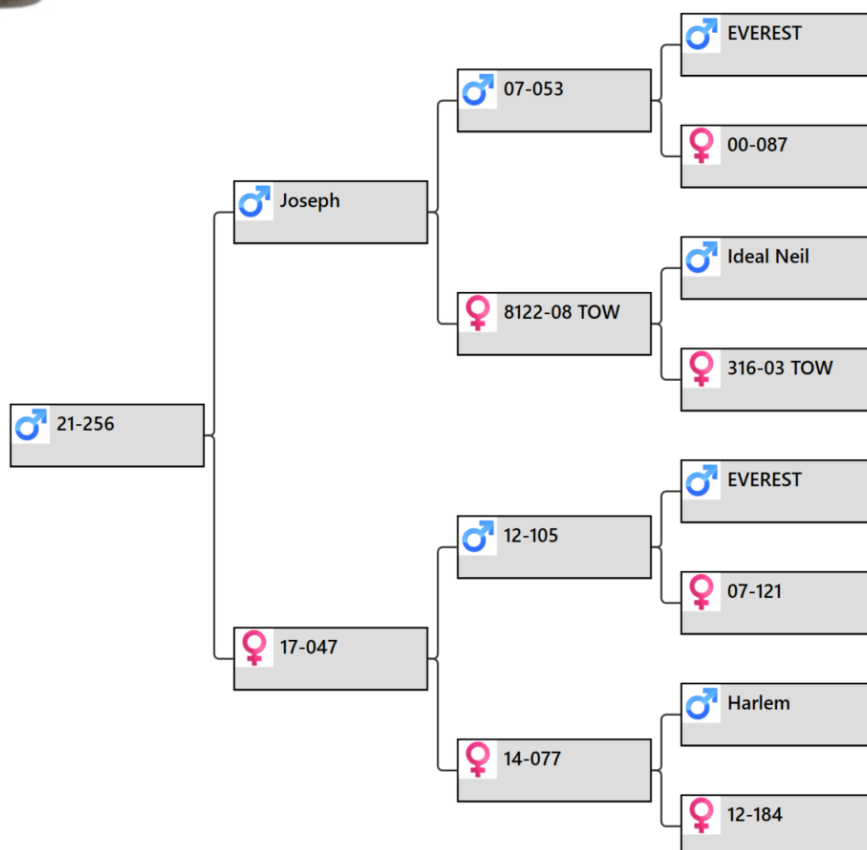 EVEREST
07-053
00-087
Joseph
Ideal Neil
8122-08 TOW
316-03 TOW
21-256
EVEREST
12-105
07-121
17-047
Harlem
14-077
12-184